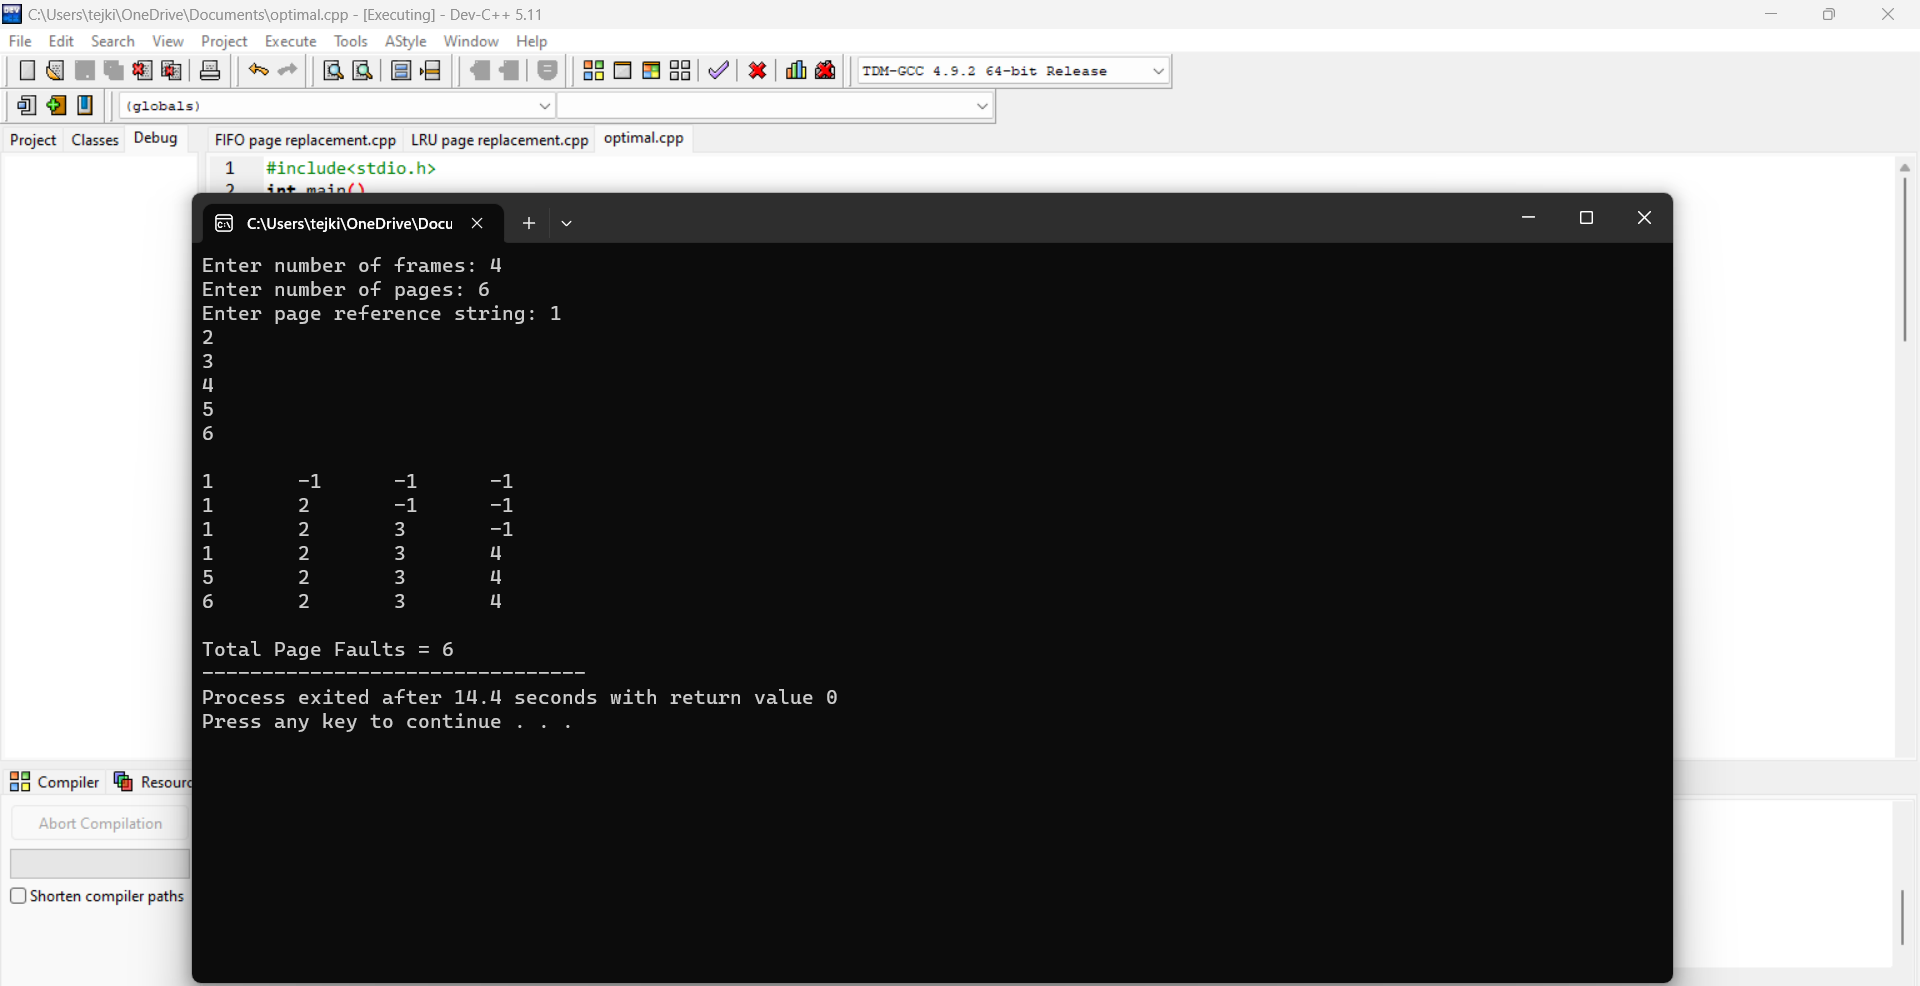 C:\Users\tejki\OneDrive\Documents\optimal.cpp - [Executing] - Dev-C++ 5.11
File Edit Search View Project Execute Tools AStyle Window Help
TDM-GCC 4.9.2 64-bit Release
(globals)
Project Classes Debug FIFO page replacement.cpp LRU page replacement.cpp optimal.cpp
1 #include<stdio.h>
2 int main()
C:\Users\tejki\OneDrive\Docu
Enter number of frames: 4
Enter number of pages: 6
Enter page reference string: 1
2
3
4
5
6
1 -1 -1 -1
1 2 -1 -1
1 2 3 -1
1 2 3 4
5 2 3 4
6 2 3 4
Total Page Faults = 6
--------------------------------
Process exited after 14.4 seconds with return value 0
Press any key to continue . . .
Compiler Resourc
Abort Compilation
Shorten compiler paths